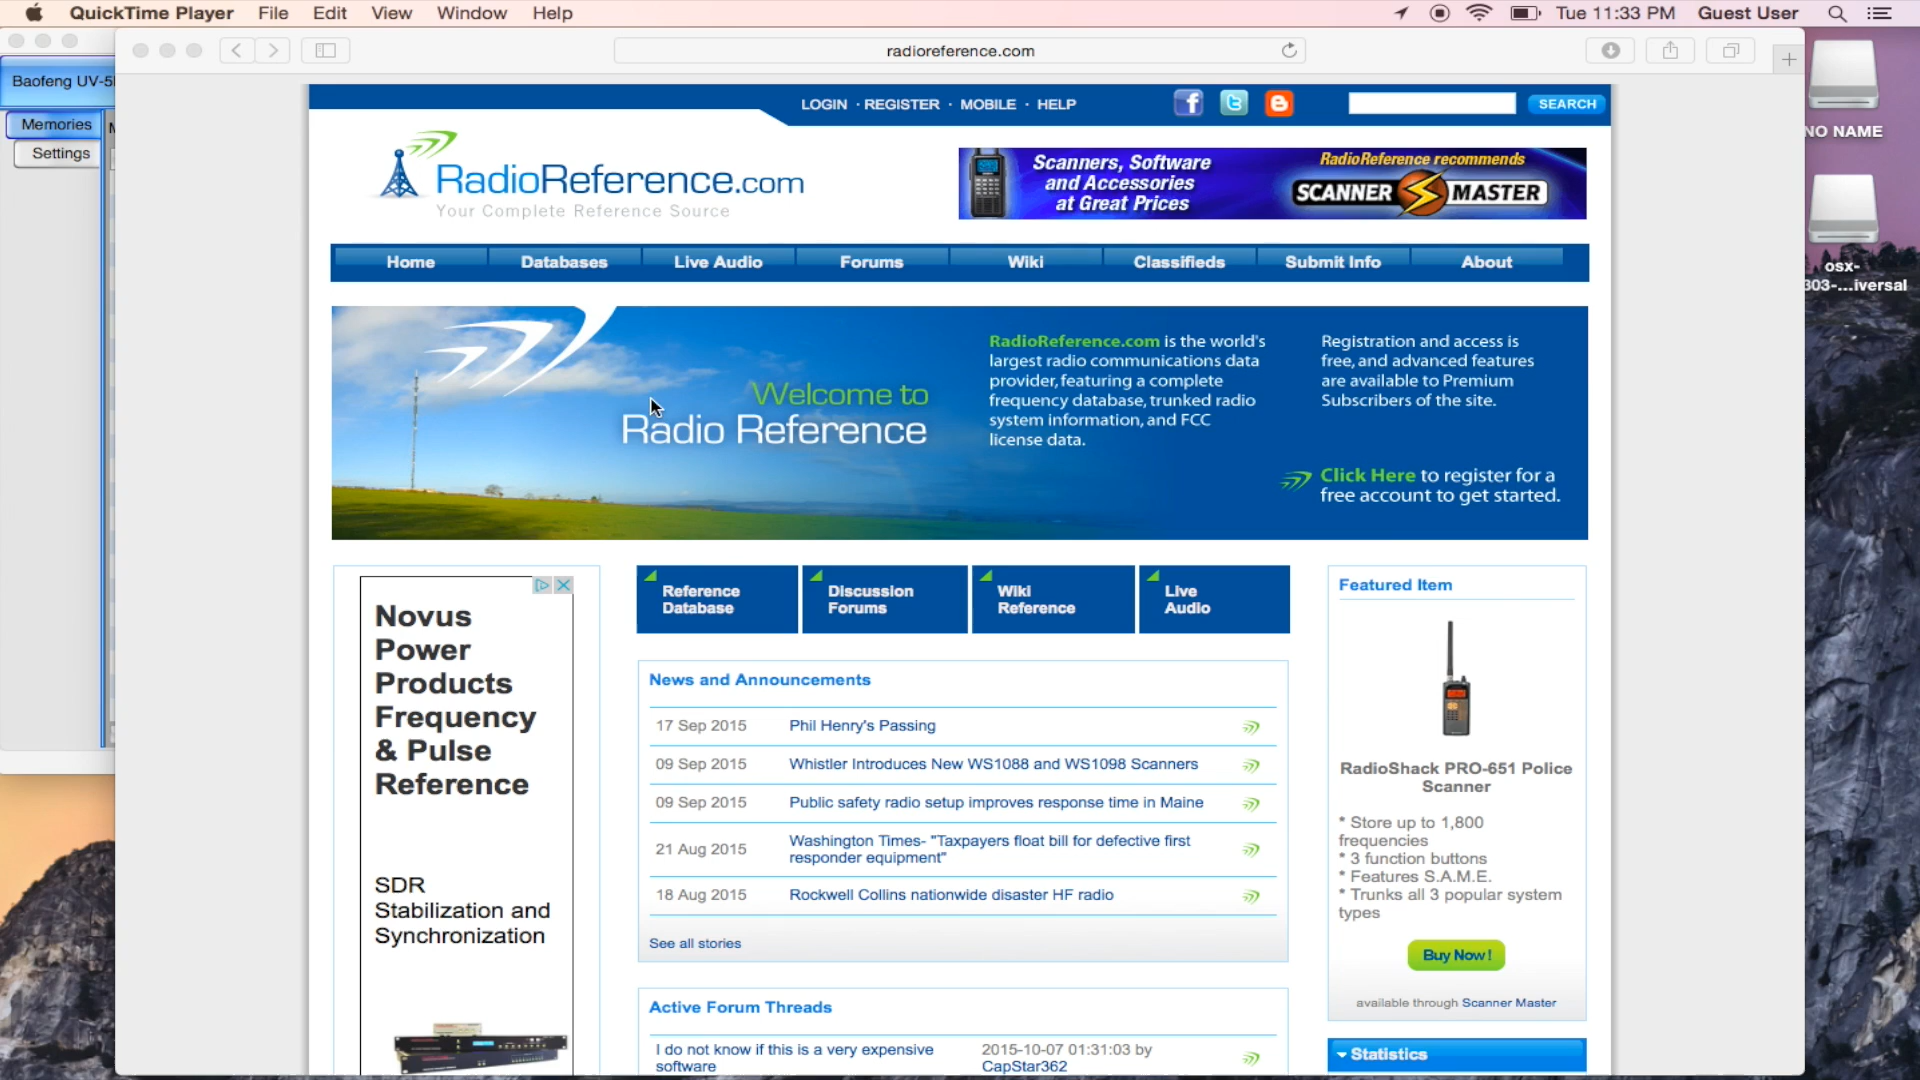 QuickTime Player File Edit View Window Help
Tue 11:33 PM Guest User
radioreference.com
Baofeng UV-5
Memories
Settings
NO NAME
osx-
303-...iversal
LOGIN · REGISTER · MOBILE · HELP
SEARCH
RadioReference.com
Your Complete Reference Source
Scanners, Software
and Accessories
at Great Prices
RadioReference recommends
SCANNER MASTER
Home Databases Live Audio Forums Wiki Classifieds Submit Info About
Welcome to
Radio Reference
RadioReference.com is the world's
largest radio communications data
provider, featuring a complete
frequency database, trunked radio
system information, and FCC
license data.
Registration and access is
free, and advanced features
are available to Premium
Subscribers of the site.
Click Here to register for a
free account to get started.
Novus
Power
Products
Frequency
& Pulse
Reference
SDR
Stabilization and
Synchronization
Reference
Database
Discussion
Forums
Wiki
Reference
Live
Audio
News and Announcements
17 Sep 2015 Phil Henry's Passing
09 Sep 2015 Whistler Introduces New WS1088 and WS1098 Scanners
09 Sep 2015 Public safety radio setup improves response time in Maine
21 Aug 2015 Washington Times- "Taxpayers float bill for defective first
responder equipment"
18 Aug 2015 Rockwell Collins nationwide disaster HF radio
See all stories
Active Forum Threads
I do not know if this is a very expensive
software
2015-10-07 01:31:03 by
CapStar362
Featured Item
RadioShack PRO-651 Police
Scanner
* Store up to 1,800
frequencies
* 3 function buttons
* Features S.A.M.E.
* Trunks all 3 popular system
types
Buy Now!
available through Scanner Master
Statistics